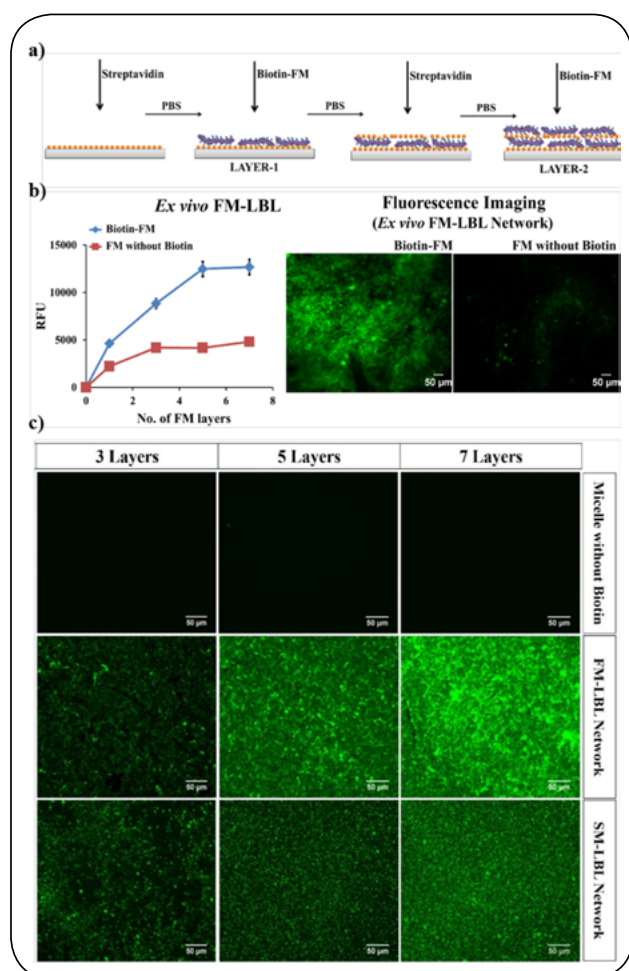 a)
Streptavidin
Biotin-FM
Streptavidin
Biotin-FM
PBS
PBS
PBS
LAYER-1
LAYER-2
b)
Ex vivo FM-LBL
Biotin-FM
FM without Biotin
15000
10000
5000
0
RFU
0 2 4 6 8
No. of FM layers
Fluorescence Imaging
(Ex vivo FM-LBL Network)
Biotin-FM
FM without Biotin
50 µm
50 µm
c)
3 Layers
5 Layers
7 Layers
50 µm
50 µm
50 µm
Micelle without Biotin
50 µm
50 µm
50 µm
FM-LBL Network
50 µm
50 µm
50 µm
SM-LBL Network